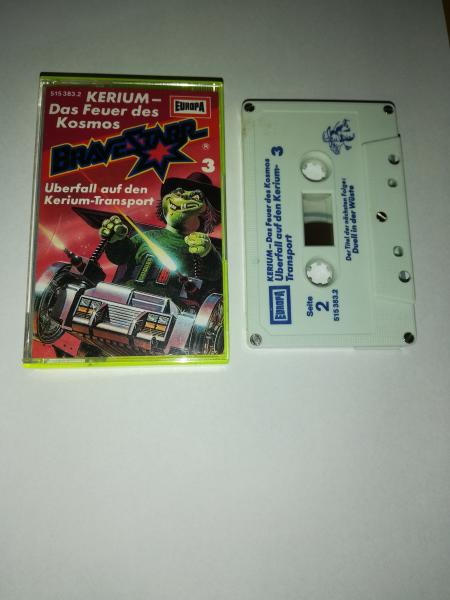 515 383.2
KERIUM –
Das Feuer des
Kosmos
EUROPA
BRAVESTARR
®
3
Überfall auf den
Kerium-Transport
KERIUM – Das Feuer des Kosmos
Überfall auf den Kerium-
Transport
3
EUROPA
Seite
2
515 383.2
Der Titel der nächsten Folge:
Duell in der Wüste